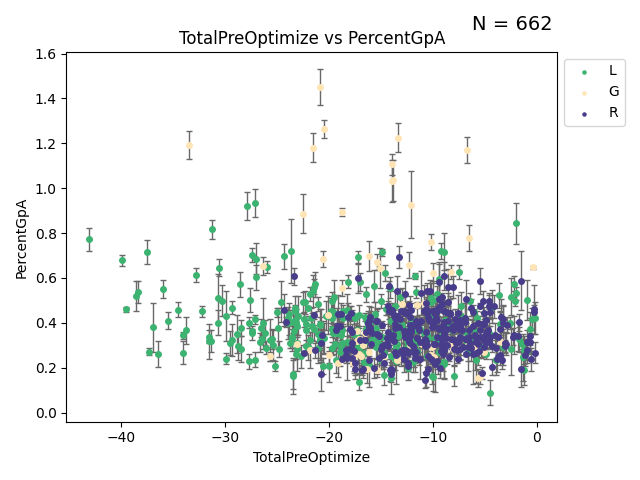 N = 662
TotalPreOptimize vs PercentGpA
1.6
1.4
1.2
1.0
0.8
0.6
0.4
0.2
0.0
PercentGpA
−40
−30
−20
−10
0
TotalPreOptimize
L
G
R